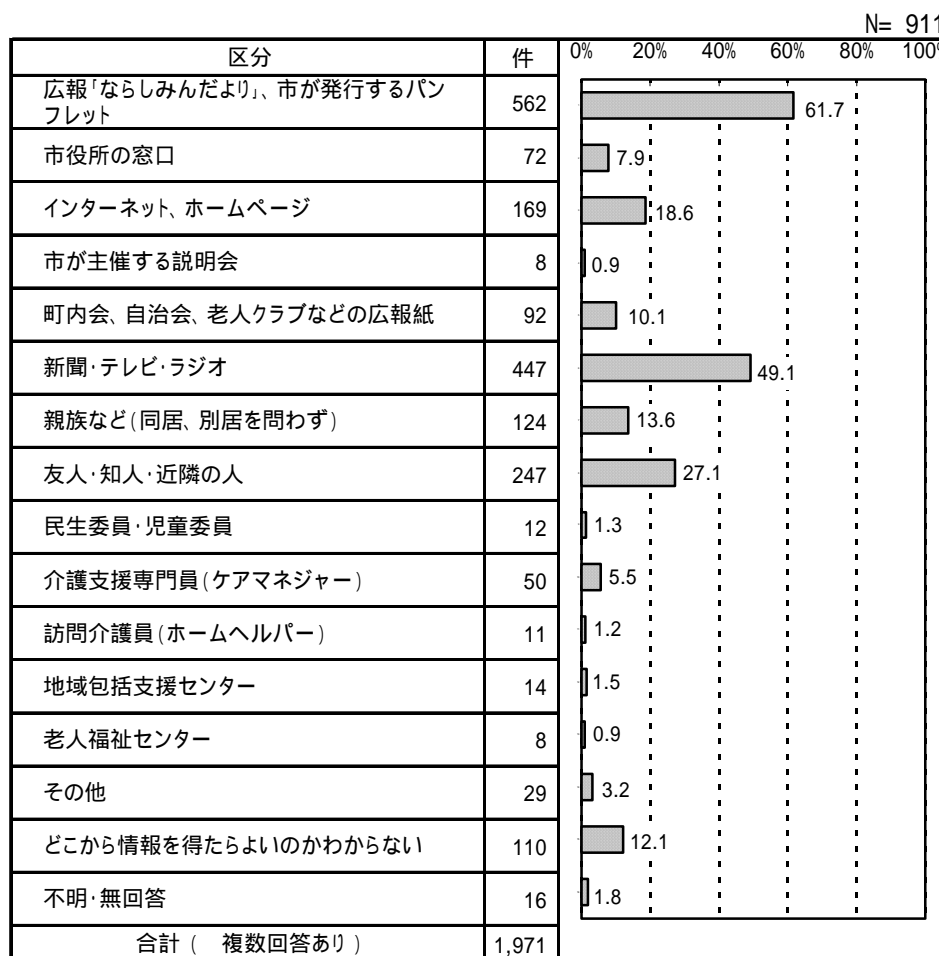 N= 911
区分 件 0% 20% 40% 60% 80% 100%
広報「ならしみんだより」、市が発行するパン
フレット 562 61.7
市役所の窓口 72 7.9
インターネット、ホームページ 169 18.6
市が主催する説明会 8 0.9
町内会、自治会、老人クラブなどの広報紙 92 10.1
新聞・テレビ・ラジオ 447 49.1
親族など(同居、別居を問わず) 124 13.6
友人・知人・近隣の人 247 27.1
民生委員・児童委員 12 1.3
介護支援専門員(ケアマネジャー) 50 5.5
訪問介護員(ホームヘルパー) 11 1.2
地域包括支援センター 14 1.5
老人福祉センター 8 0.9
その他 29 3.2
どこから情報を得たらよいのかわからない 110 12.1
不明・無回答 16 1.8
合計 ( 複数回答あり ) 1,971